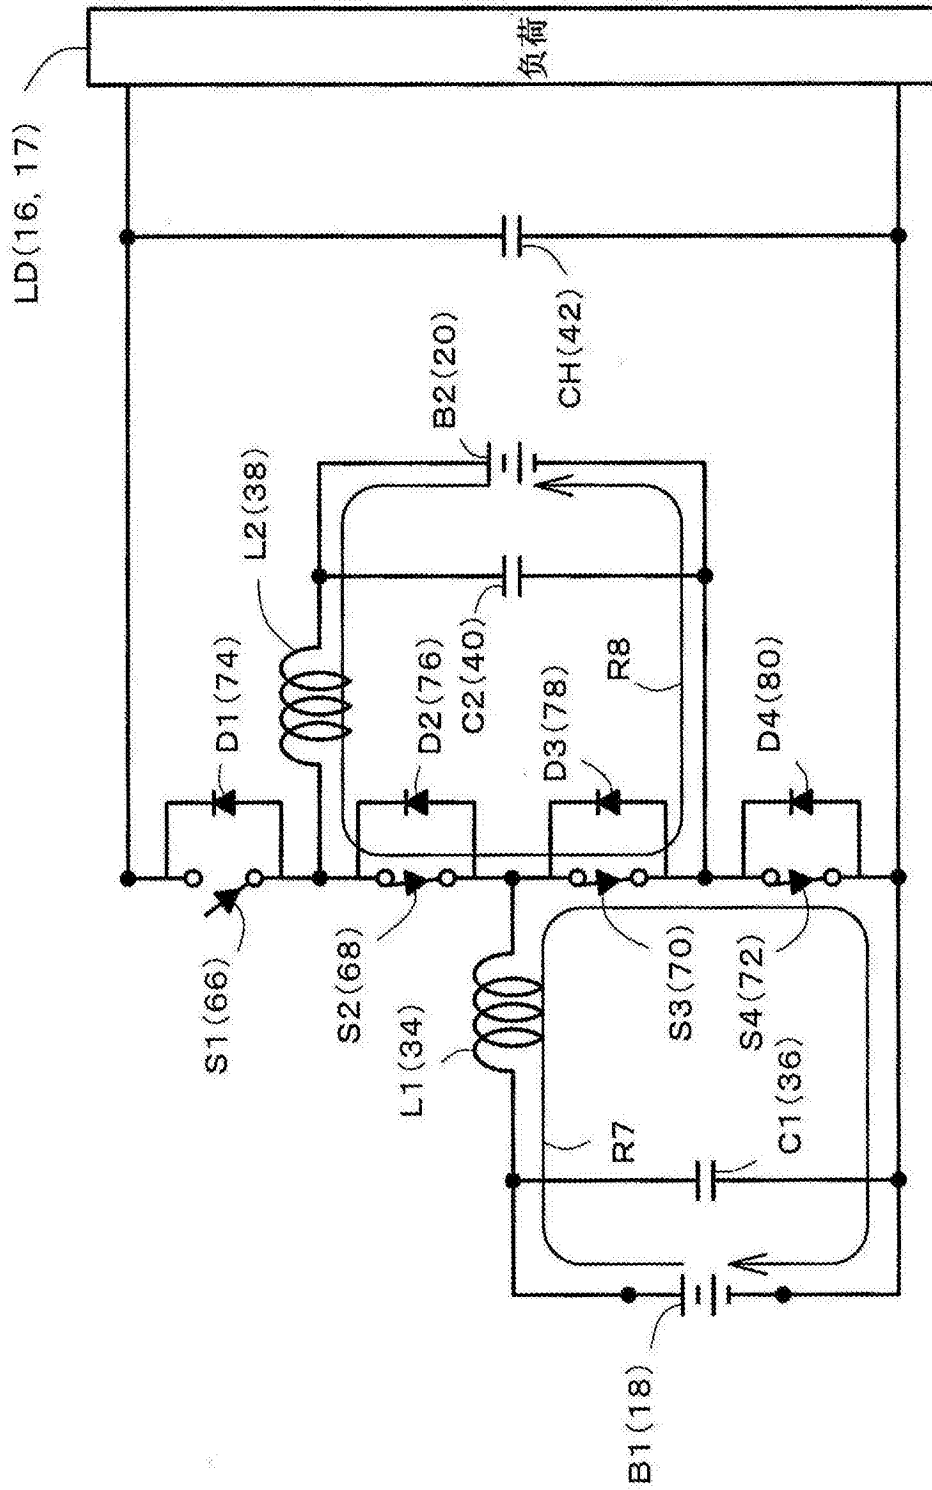 LD(16, 17)
负荷
CH(42)
B2(20)
L2(38)
C2(40)
R8
D1(74)
D2(76)
D3(78)
D4(80)
S1(66)
S2(68)
S3(70)
S4(72)
L1(34)
R7
C1(36)
B1(18)